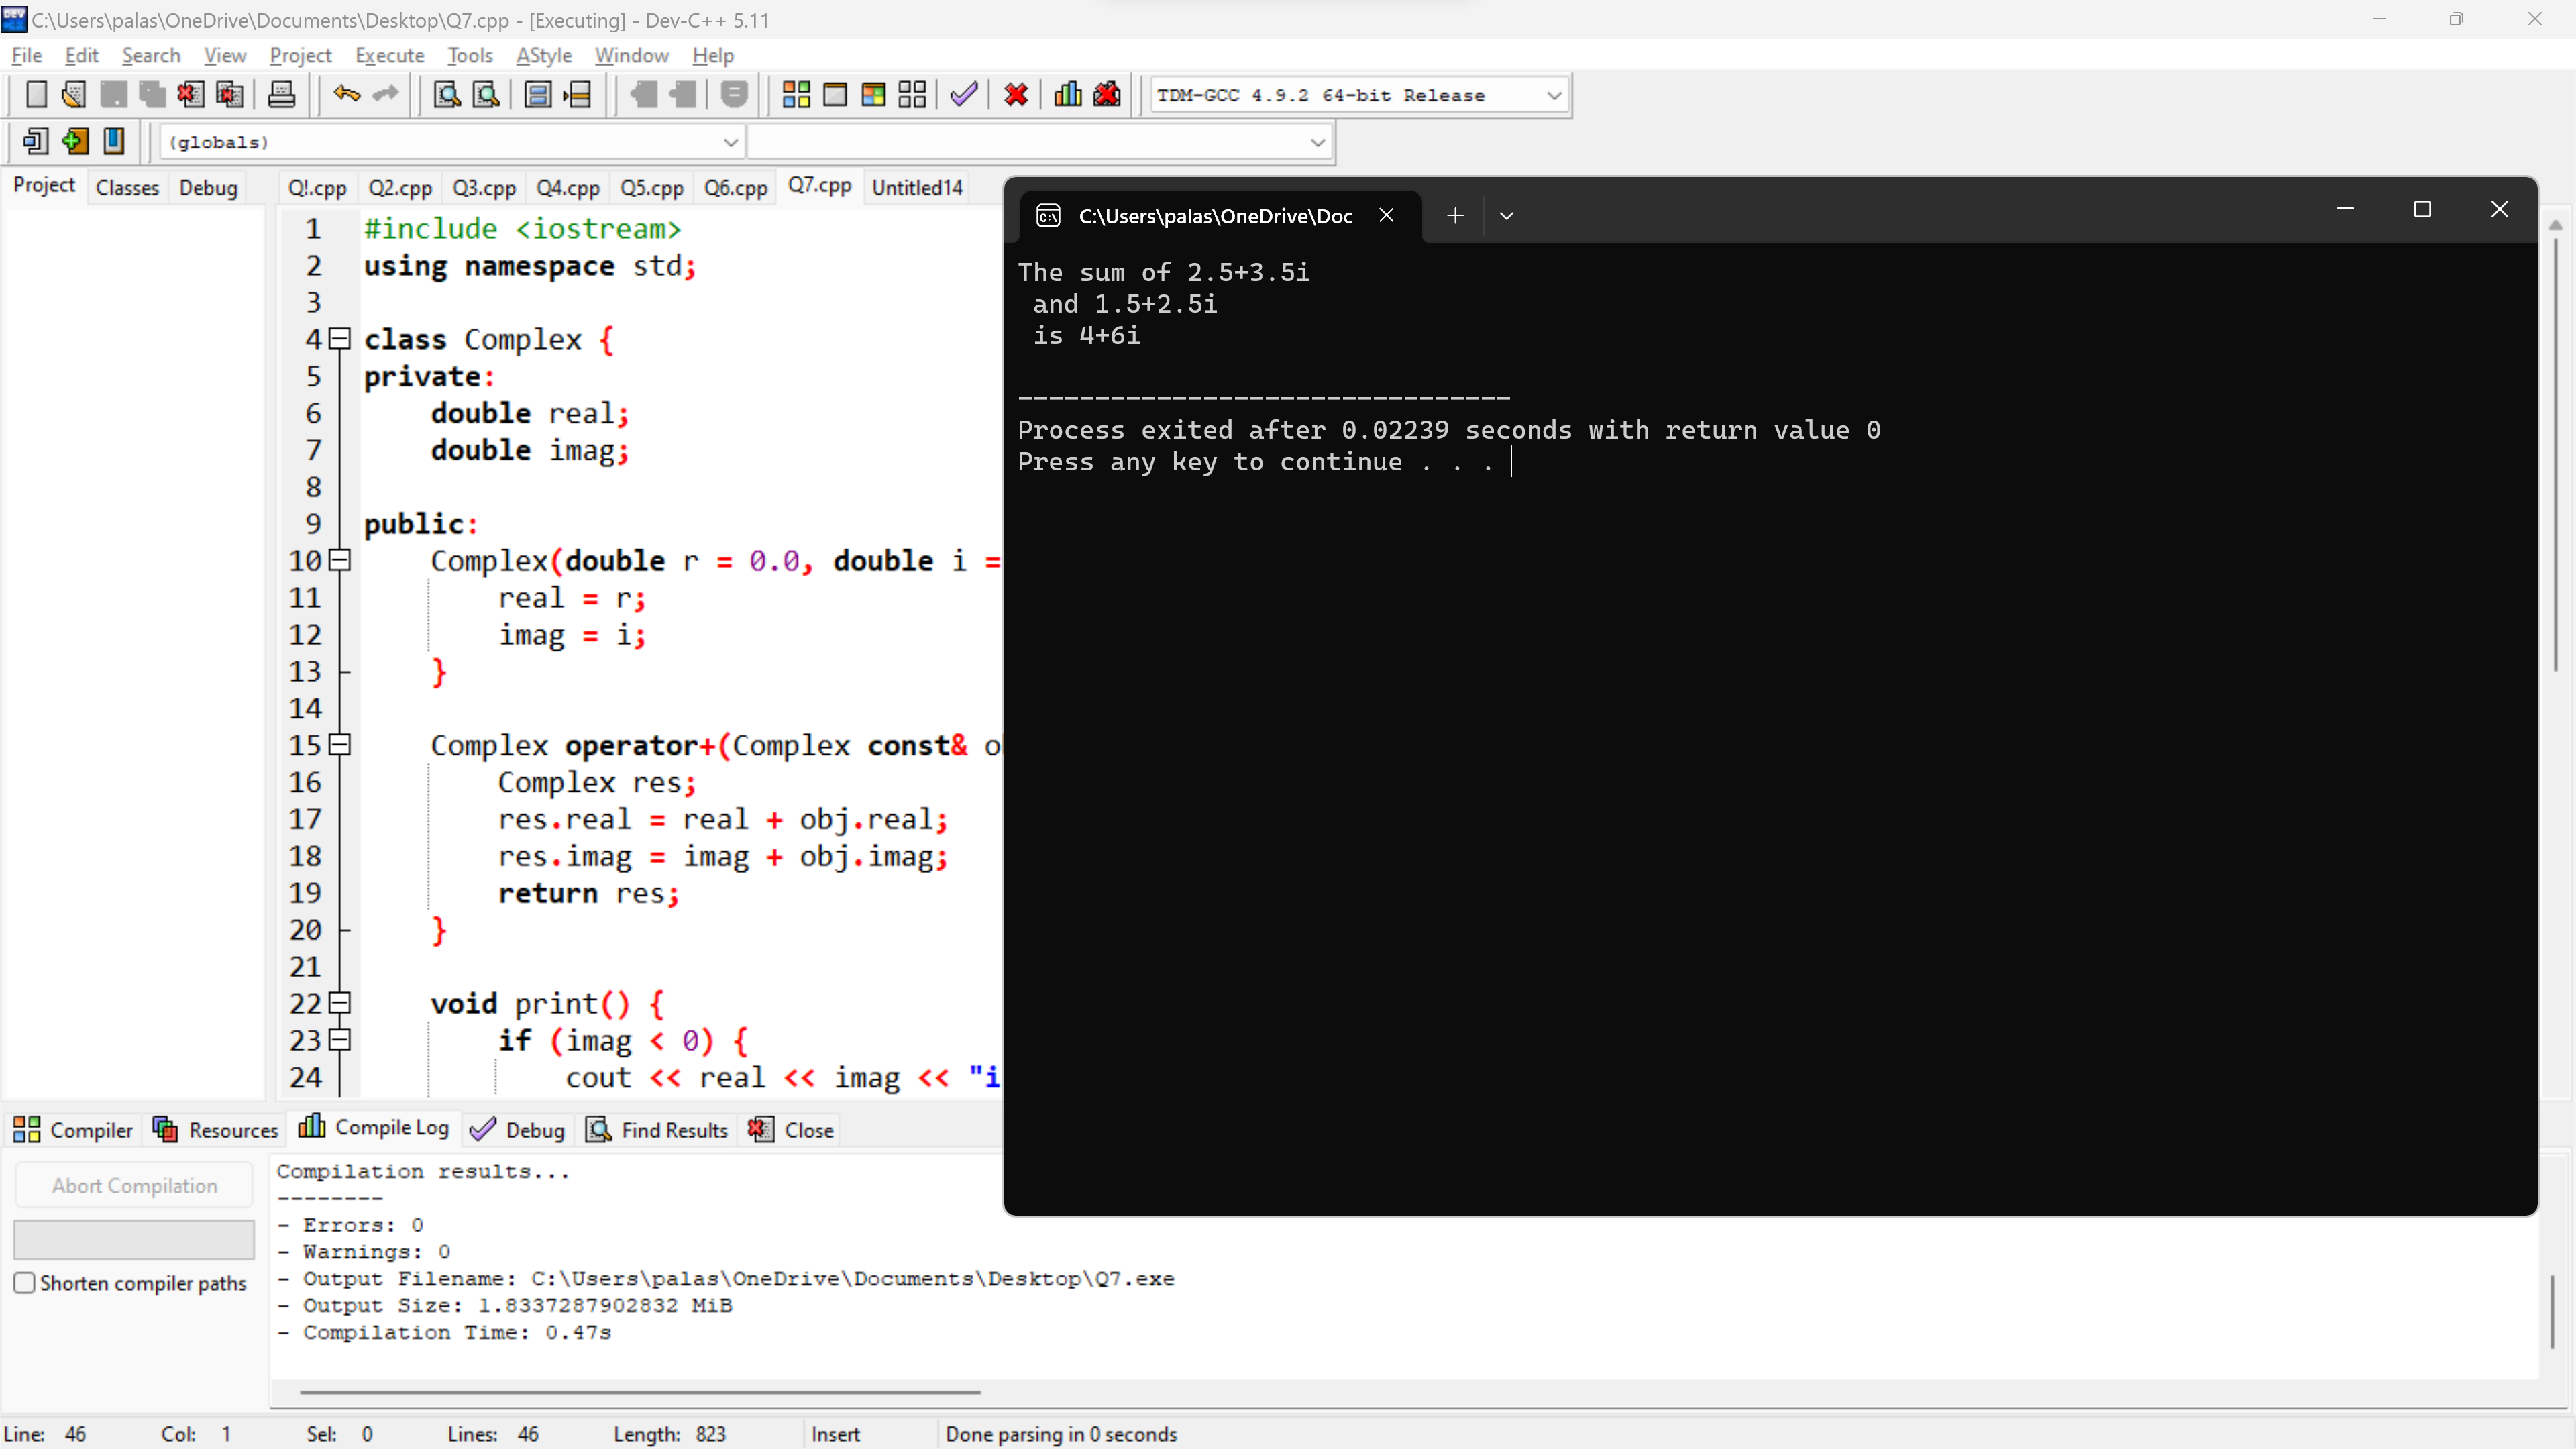 C:\Users\palas\OneDrive\Documents\Desktop\Q7.cpp - [Executing] - Dev-C++ 5.11
File Edit Search View Project Execute Tools AStyle Window Help
TDM-GCC 4.9.2 64-bit Release
(globals)
Project Classes Debug
Q!.cpp Q2.cpp Q3.cpp Q4.cpp Q5.cpp Q6.cpp Q7.cpp Untitled14
1 #include <iostream>
2 using namespace std;
3
4 class Complex {
5 private:
6 double real;
7 double imag;
8
9 public:
10 Complex(double r = 0.0, double i =
11 real = r;
12 imag = i;
13 }
14
15 Complex operator+(Complex const&
16 Complex res;
17 res.real = real + obj.real;
18 res.imag = imag + obj.imag;
19 return res;
20 }
21
22 void print() {
23 if (imag < 0) {
24 cout << real << imag << "i
C:\Users\palas\OneDrive\Doc
The sum of 2.5+3.5i
and 1.5+2.5i
is 4+6i
--------------------------------
Process exited after 0.02239 seconds with return value 0
Press any key to continue . . .
Compiler Resources Compile Log Debug Find Results Close
Abort Compilation
Shorten compiler paths
Compilation results...
--------
- Errors: 0
- Warnings: 0
- Output Filename: C:\Users\palas\OneDrive\Documents\Desktop\Q7.exe
- Output Size: 1.8337287902832 MiB
- Compilation Time: 0.47s
Line: 46 Col: 1 Sel: 0 Lines: 46 Length: 823 Insert Done parsing in 0 seconds